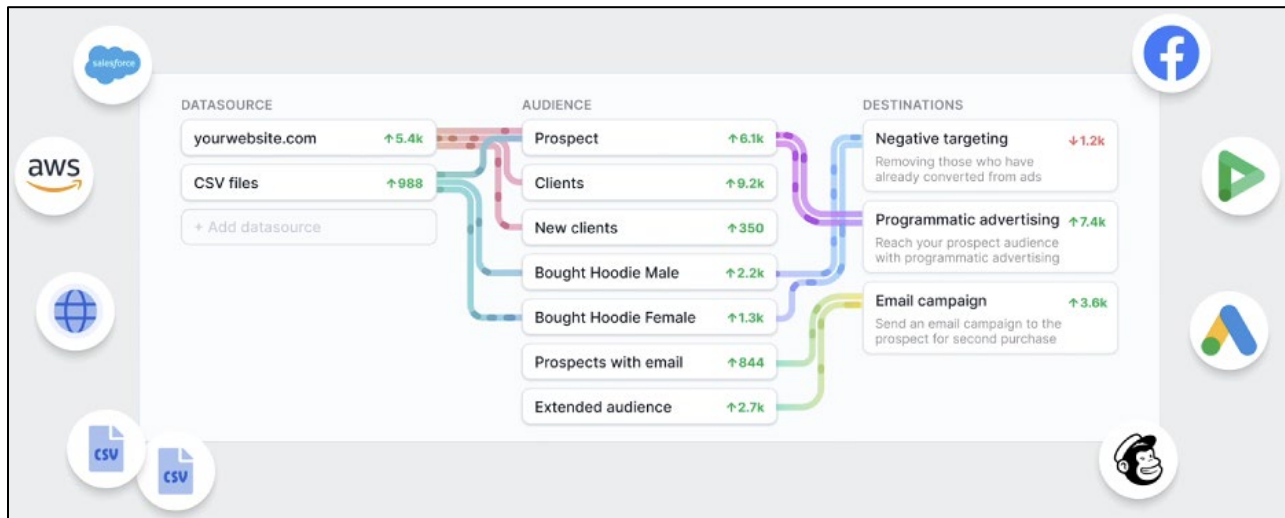 salesforce
DATASOURCE
AUDIENCE
DESTINATIONS
yourwebsite.com ↑5.4k
CSV files ↑988
+ Add datasource
Prospect ↑6.1k
Clients ↑9.2k
New clients ↑350
Bought Hoodie Male ↑2.2k
Bought Hoodie Female ↑1.3k
Prospects with email ↑844
Extended audience ↑2.7k
Negative targeting ↓1.2k
Removing those who have
already converted from ads
Programmatic advertising ↑7.4k
Reach your prospect audience
with programmatic advertising
Email campaign ↑3.6k
Send an email campaign to the
prospect for second purchase
aws
CSV
CSV